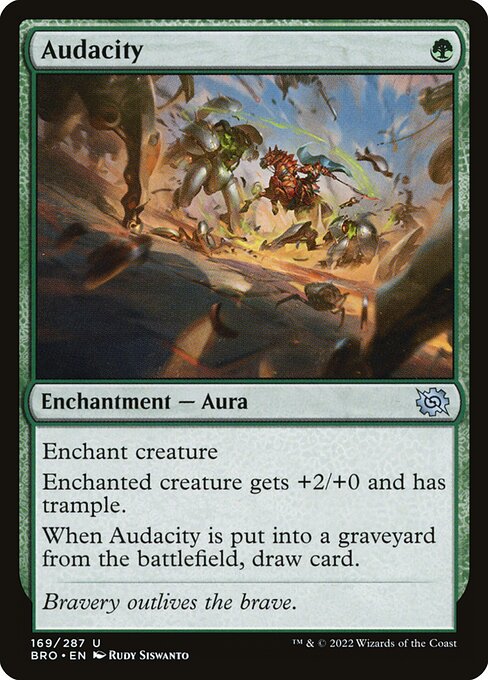 Audacity
Enchantment — Aura
Enchant creature
Enchanted creature gets +2/+0 and has
trample.
When Audacity is put into a graveyard
from the battlefield, draw card.
Bravery outlives the brave.
169/287 U
™ & © 2022 Wizards of the Coast
BRO • EN Rudy Siswanto